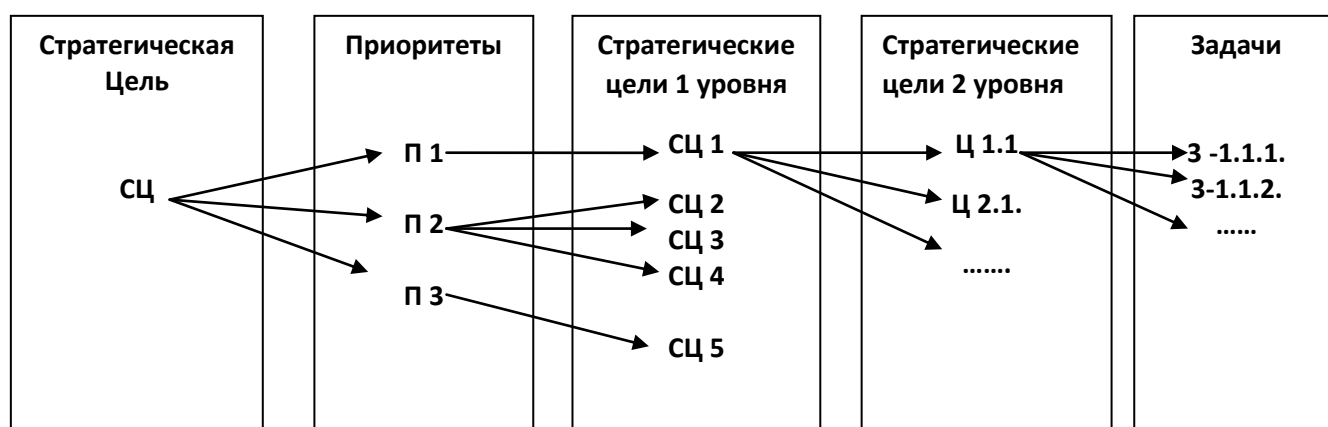 Стратегическая
Цель
СЦ
Приоритеты
П 1
П 2
П 3
Стратегические
цели 1 уровня
СЦ 1
СЦ 2
СЦ 3
СЦ 4
СЦ 5
Стратегические
цели 2 уровня
Ц 1.1
Ц 2.1.
…….
Задачи
З -1.1.1.
З-1.1.2.
……